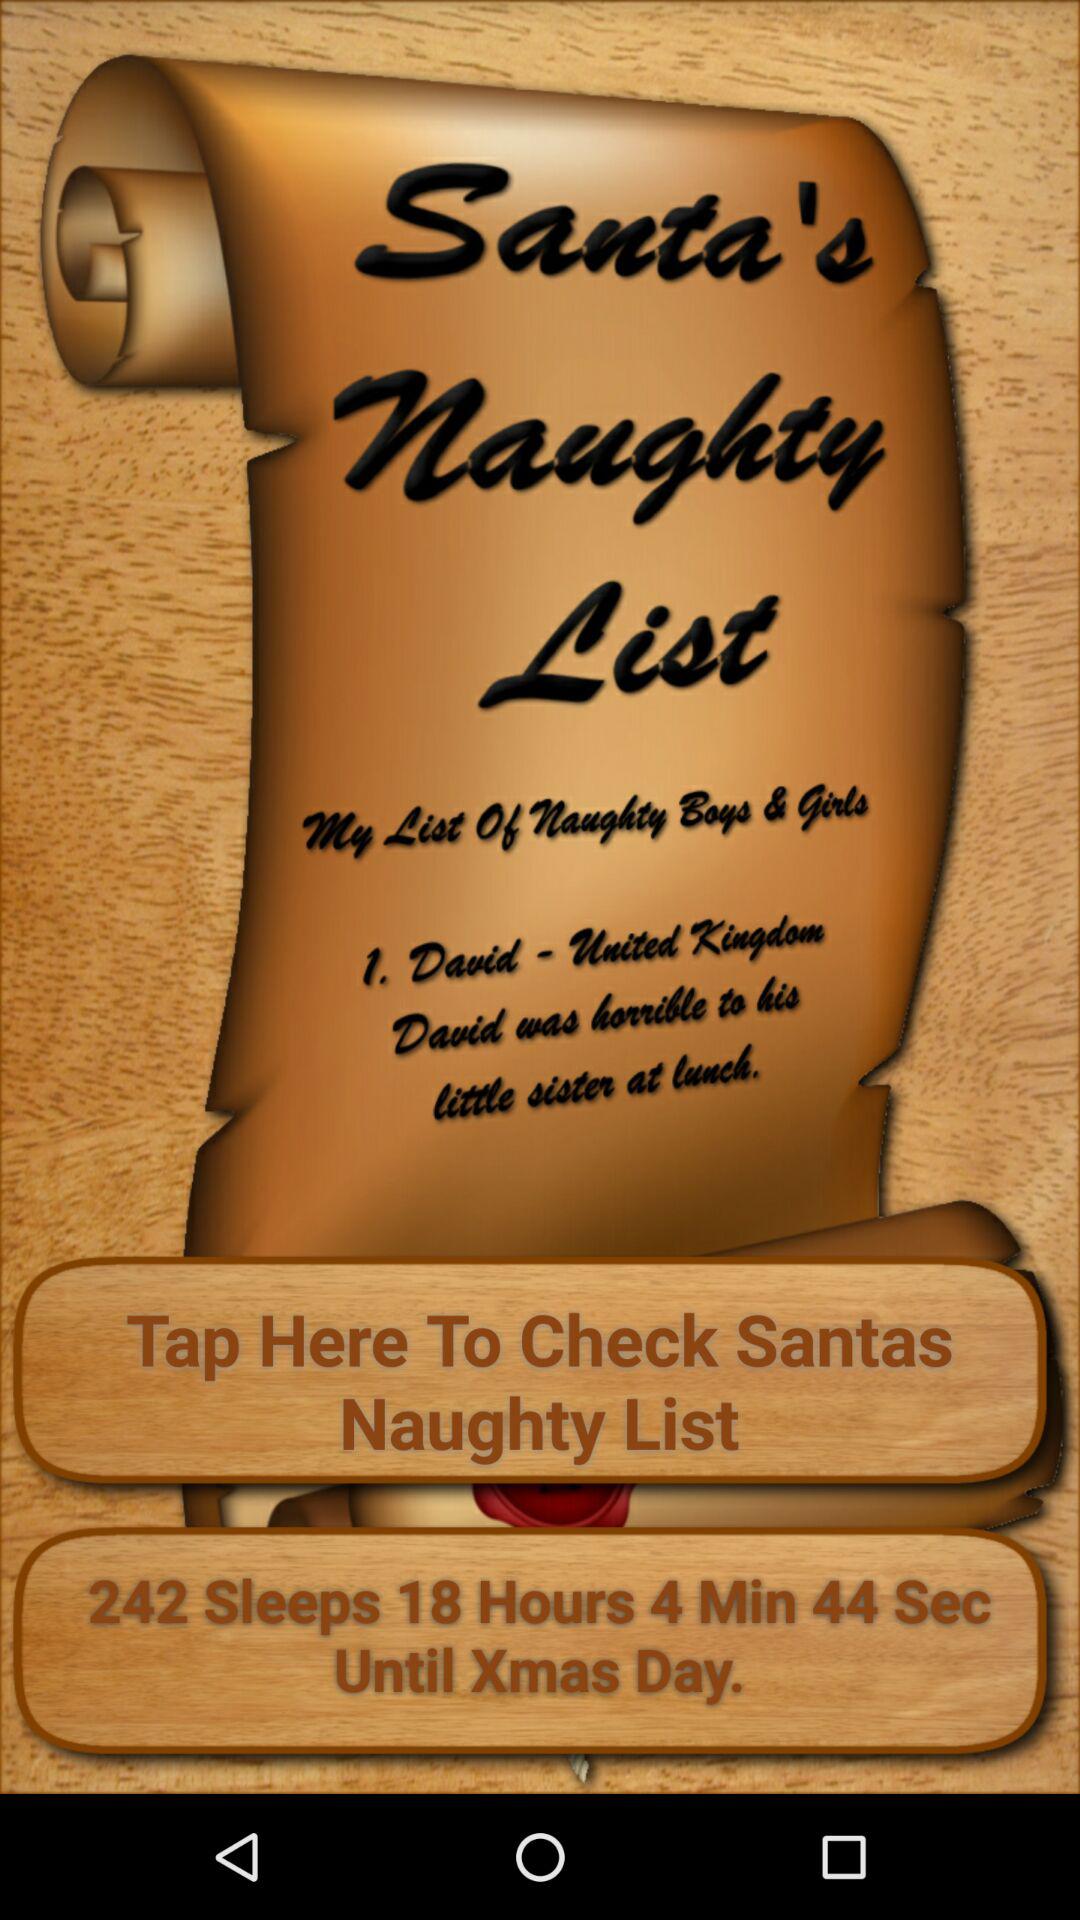 Santa's
Naughty
List
My List Of Naughty Boys & Girls
1. David - United Kingdom
David was horrible to his
little sister at lunch.
Tap Here To Check Santas
Naughty List
242 Sleeps 18 Hours 4 Min 44 Sec
Until Xmas Day.